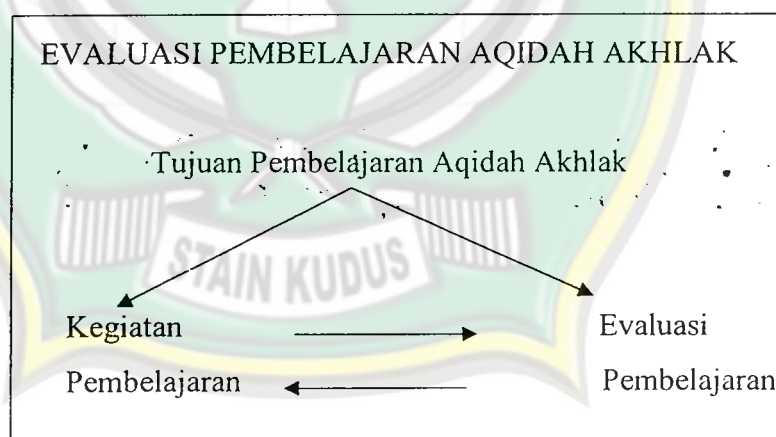 EVALUASI PEMBELAJARAN AQIDAH AKHLAK
Tujuan Pembelajaran Aqidah Akhlak
STAIN KUDUS
Kegiatan Evaluasi
Pembelajaran Pembelajaran